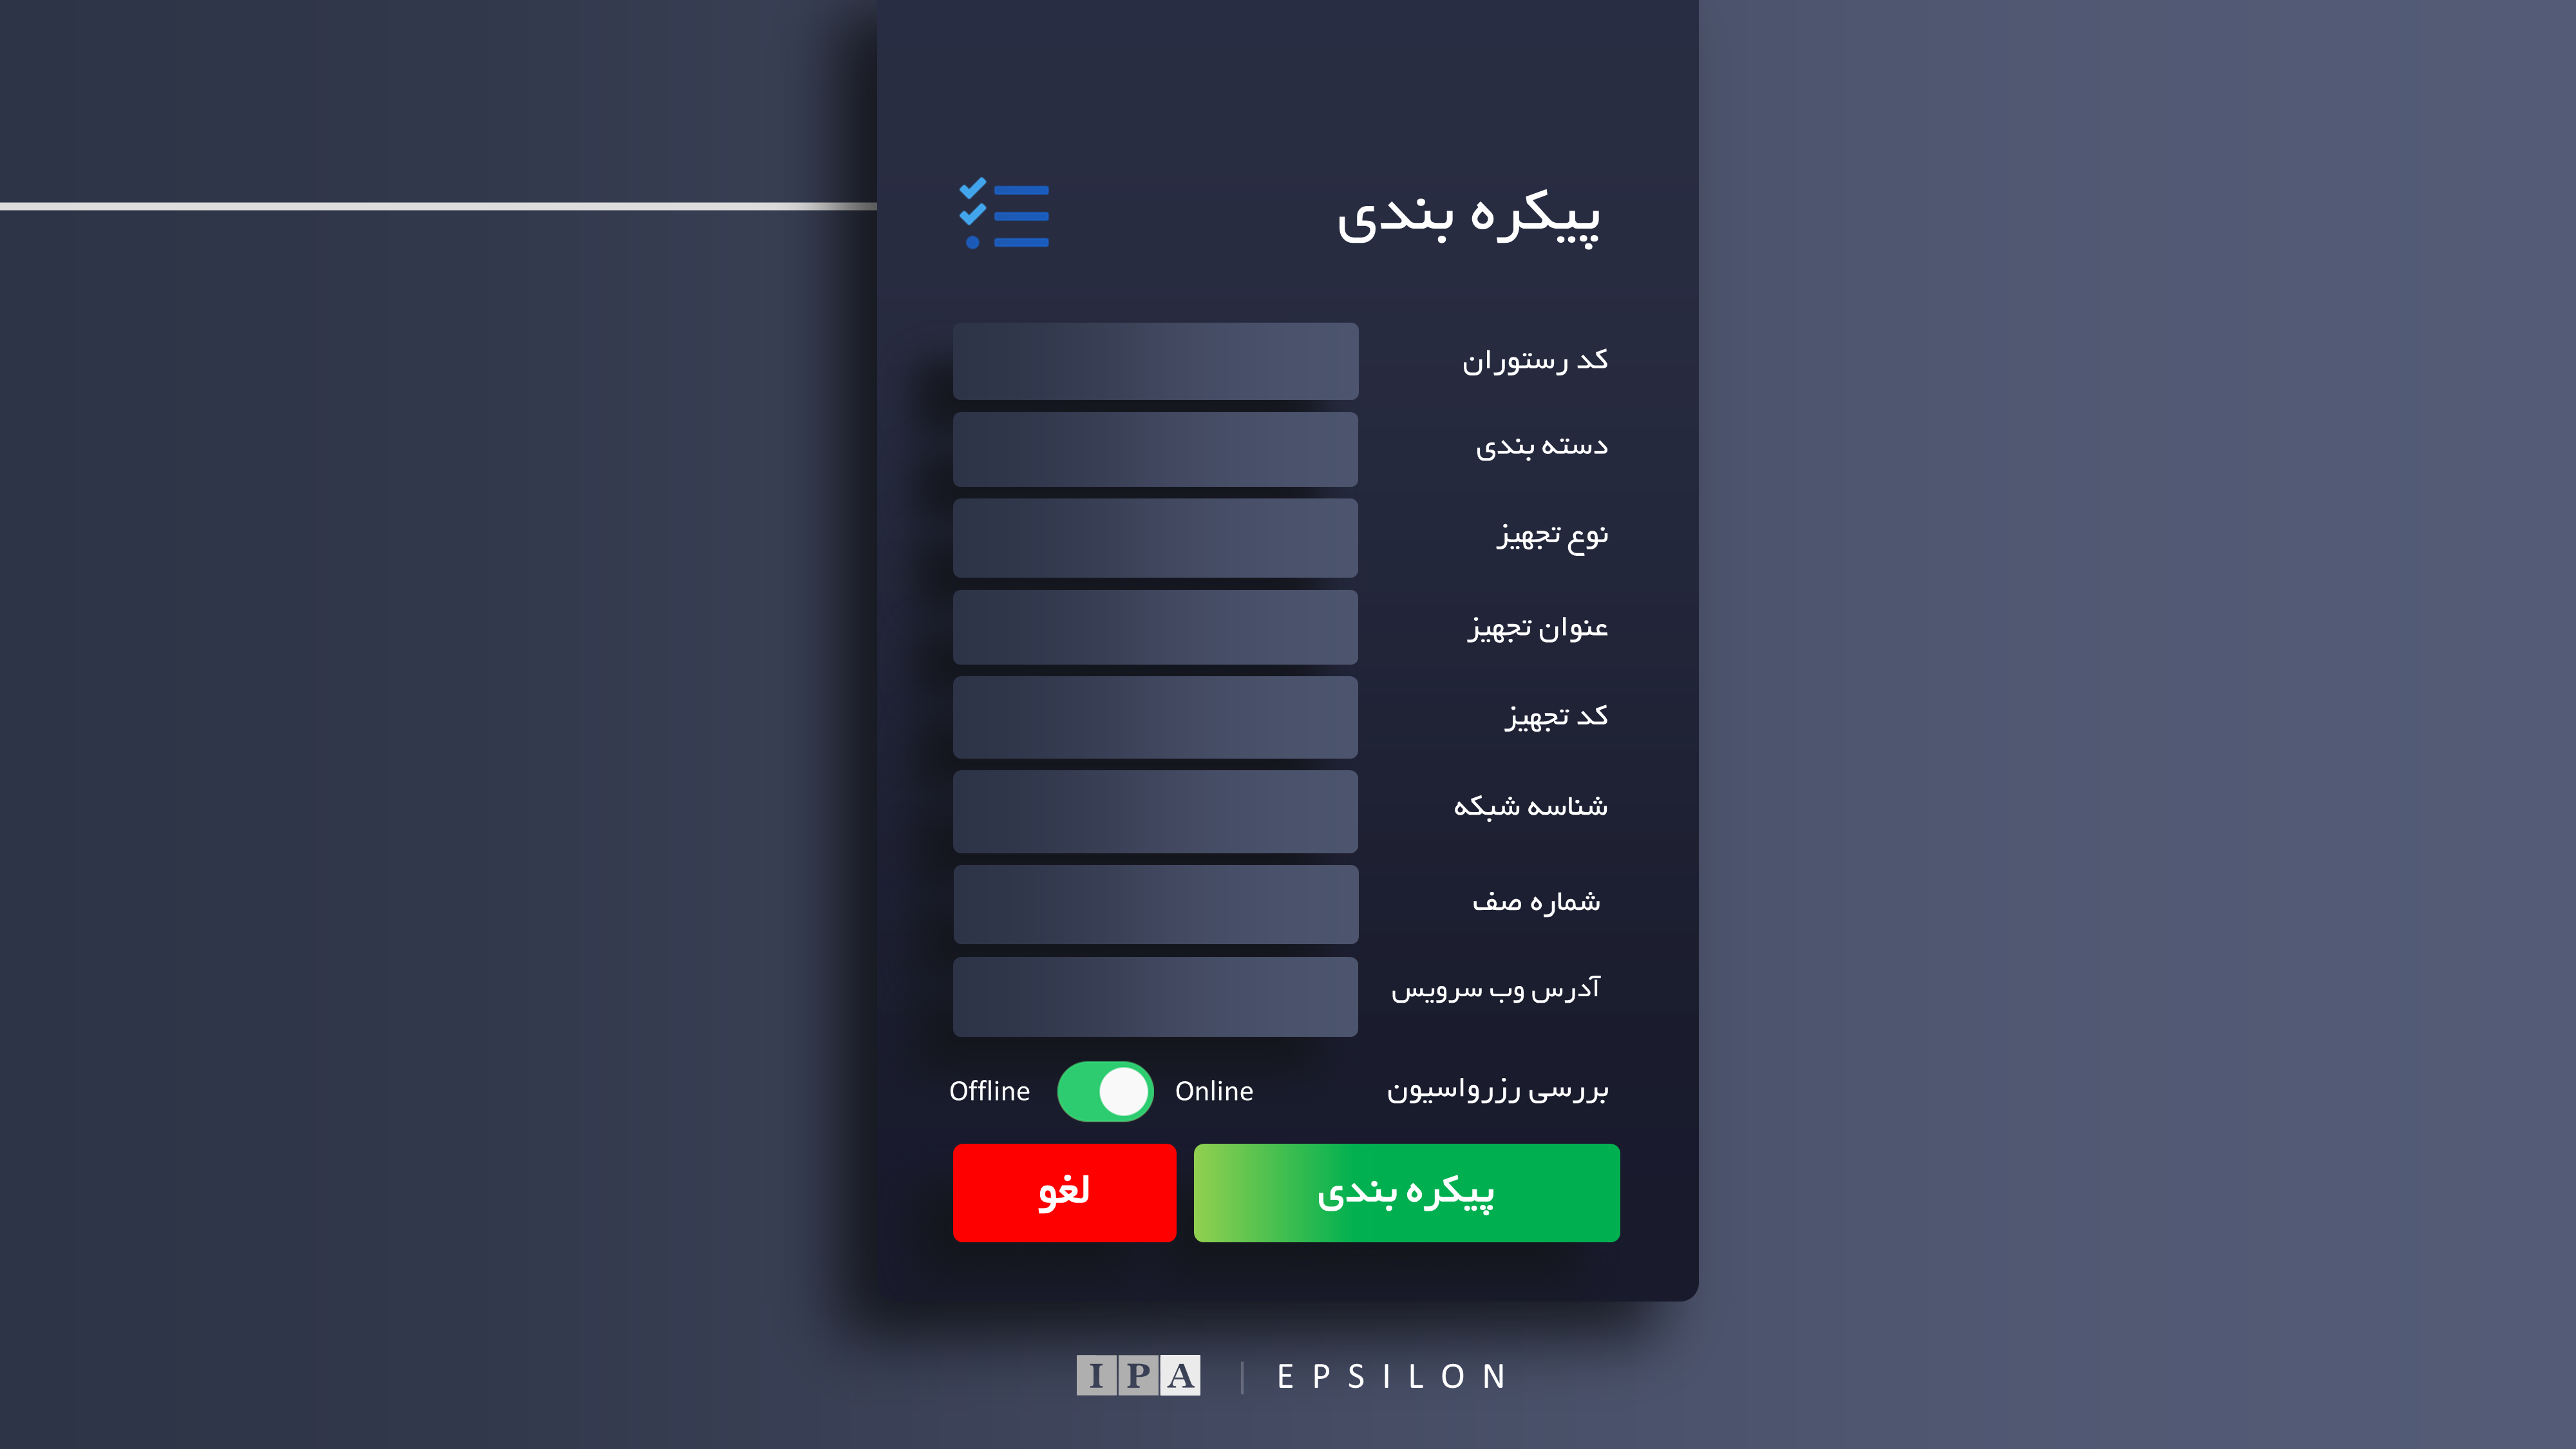 پیکره بندی
کد رستوران
دسته بندی
نوع تجهیز
عنوان تجهیز
کد تجهیز
شناسه شبکه
شماره صف
آدرس وب سرویس
بررسی رزرواسیون
Online
Offline
پیکره بندی
لغو
IPA | EPSILON